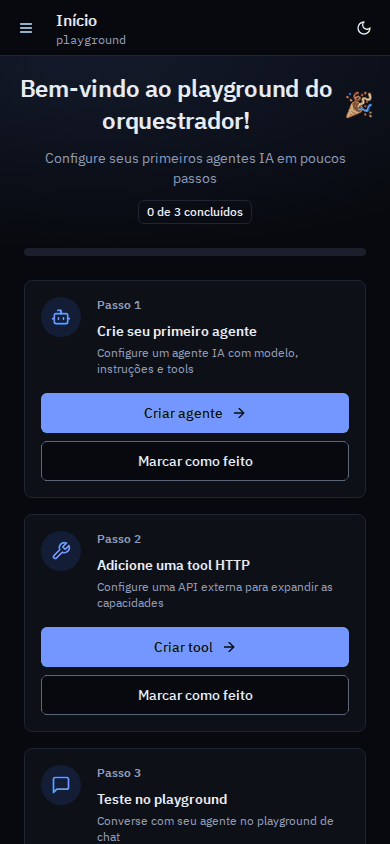 Início
playground
Bem-vindo ao playground do
orquestrador!
Configure seus primeiros agentes IA em poucos
passos
0 de 3 concluídos
Passo 1
Crie seu primeiro agente
Configure um agente IA com modelo,
instruções e tools
Criar agente
Marcar como feito
Passo 2
Adicione uma tool HTTP
Configure uma API externa para expandir as
capacidades
Criar tool
Marcar como feito
Passo 3
Teste no playground
Converse com seu agente no playground de
chat